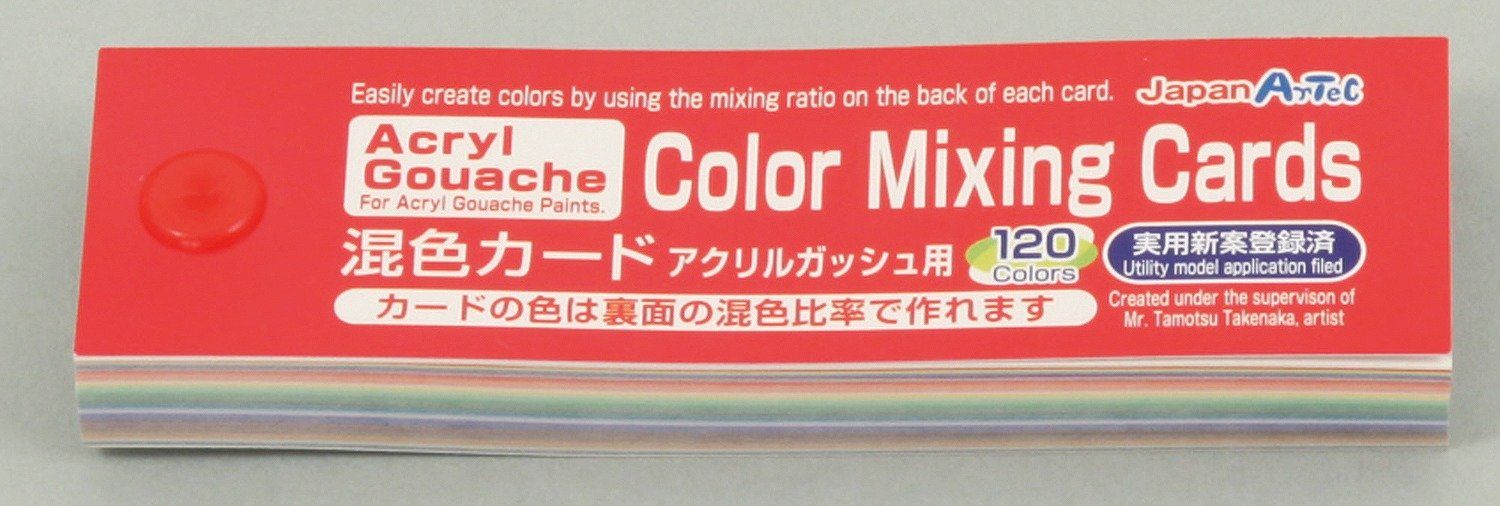 Easily create colors by using the mixing ratio on the back of each card.
Japan ArTeC
Acryl
Gouache
For Acryl Gouache Paints.
Color Mixing Cards
混色カード アクリルガッシュ用
120
Colors
実用新案登録済
Utility model application filed
カードの色は裏面の混色比率で作れます
Created under the supervison of
Mr. Tamotsu Takenaka, artist